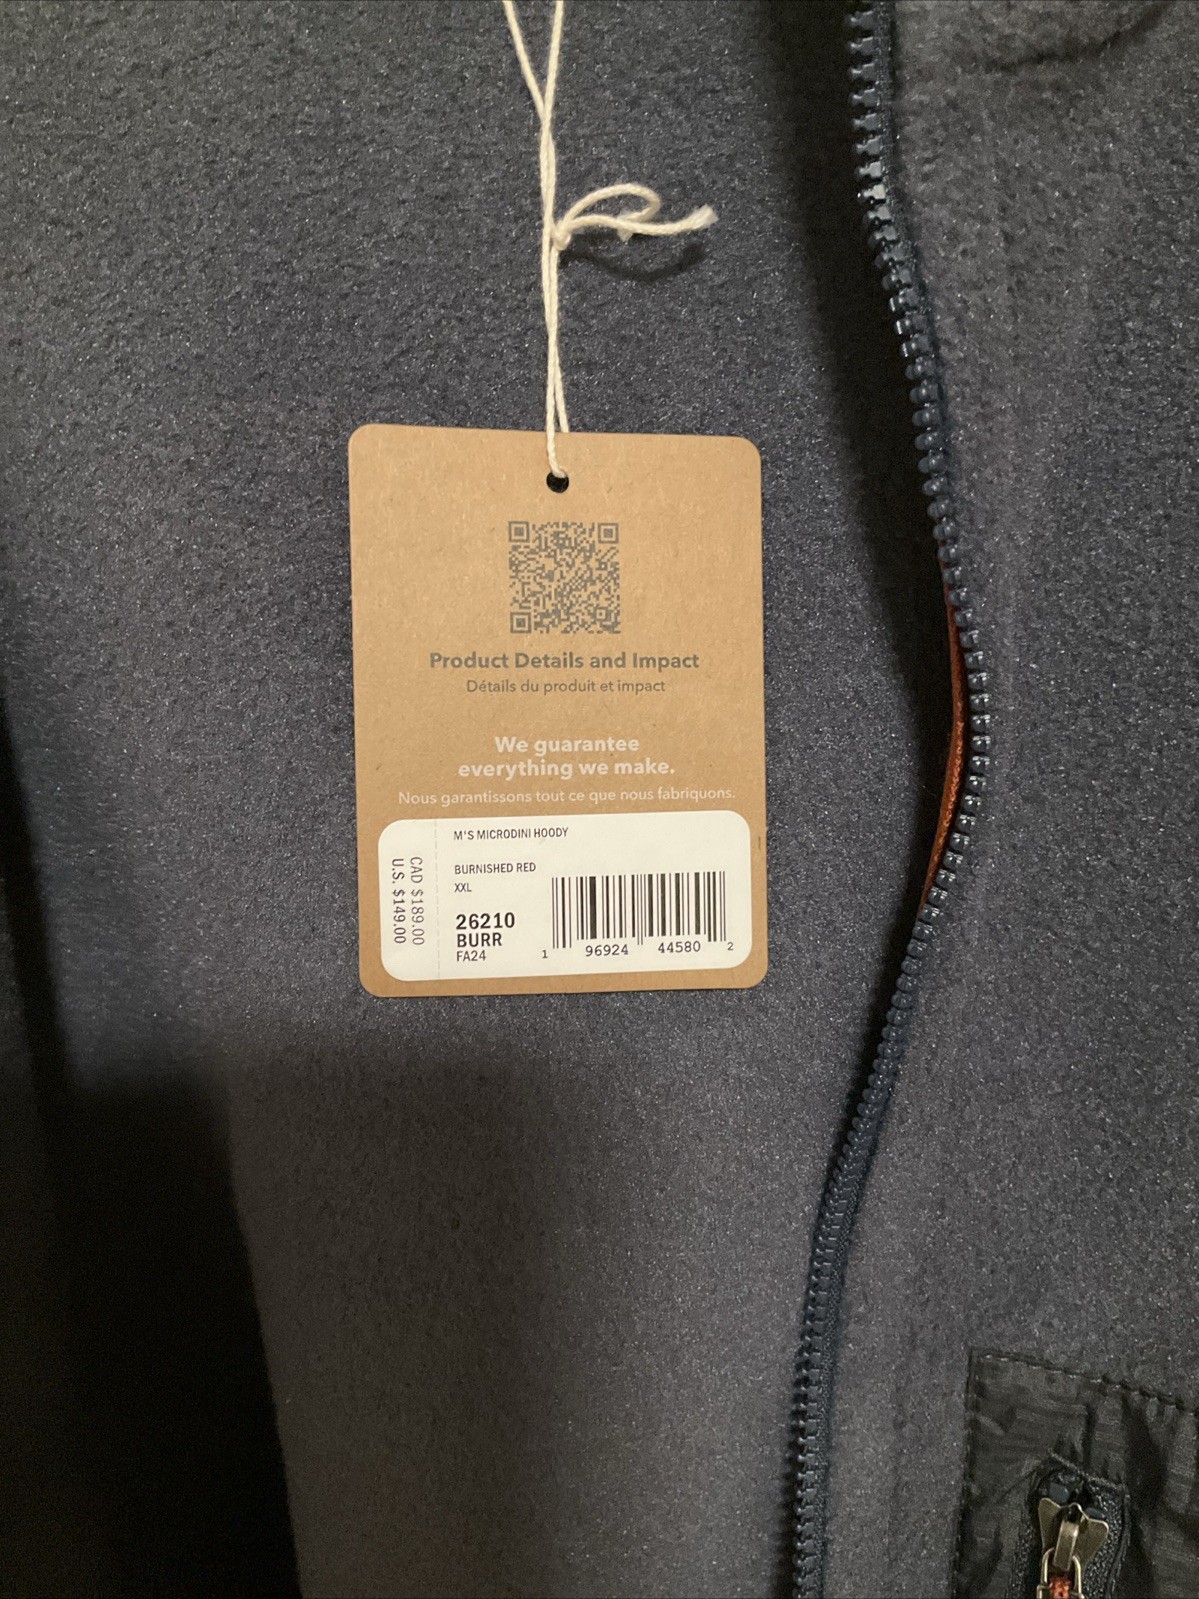 Product Details and Impact
Détails du produit et impact
We guarantee
everything we make.
Nous garantissons tout ce que nous fabriquons.
M'S MICRODINI HOODY
BURNISHED RED
XXL
26210
BURR
FA24
1 96924 44580 2
CAD $189.00
U.S. $149.00